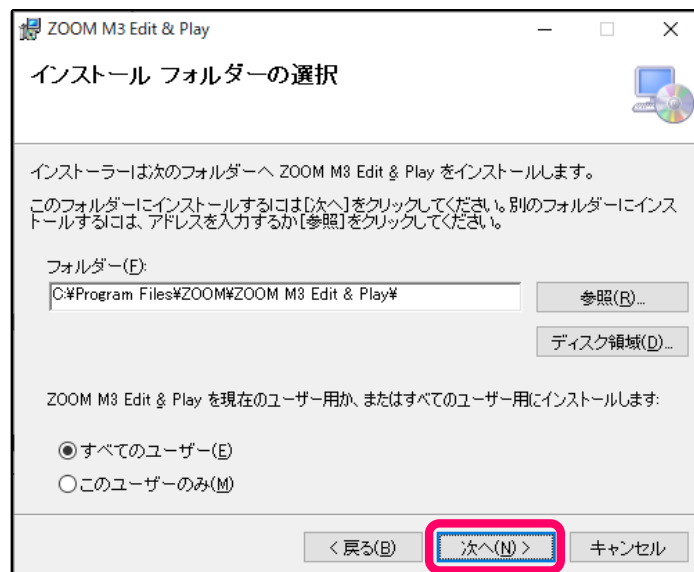 ZOOM M3 Edit & Play
インストール フォルダーの選択
インストーラーは次のフォルダーへ ZOOM M3 Edit & Play をインストールします。
このフォルダーにインストールするには[次へ]をクリックしてください。別のフォルダーにインス
トールするには、アドレスを入力するか[参照]をクリックしてください。
フォルダー(F):
C:¥Program Files¥ZOOM¥ZOOM M3 Edit & Play¥
参照(R)...
ディスク領域(D)...
ZOOM M3 Edit & Play を現在のユーザー用か、またはすべてのユーザー用にインストールします:
すべてのユーザー(E)
このユーザーのみ(M)
< 戻る(B)
次へ(N) >
キャンセル